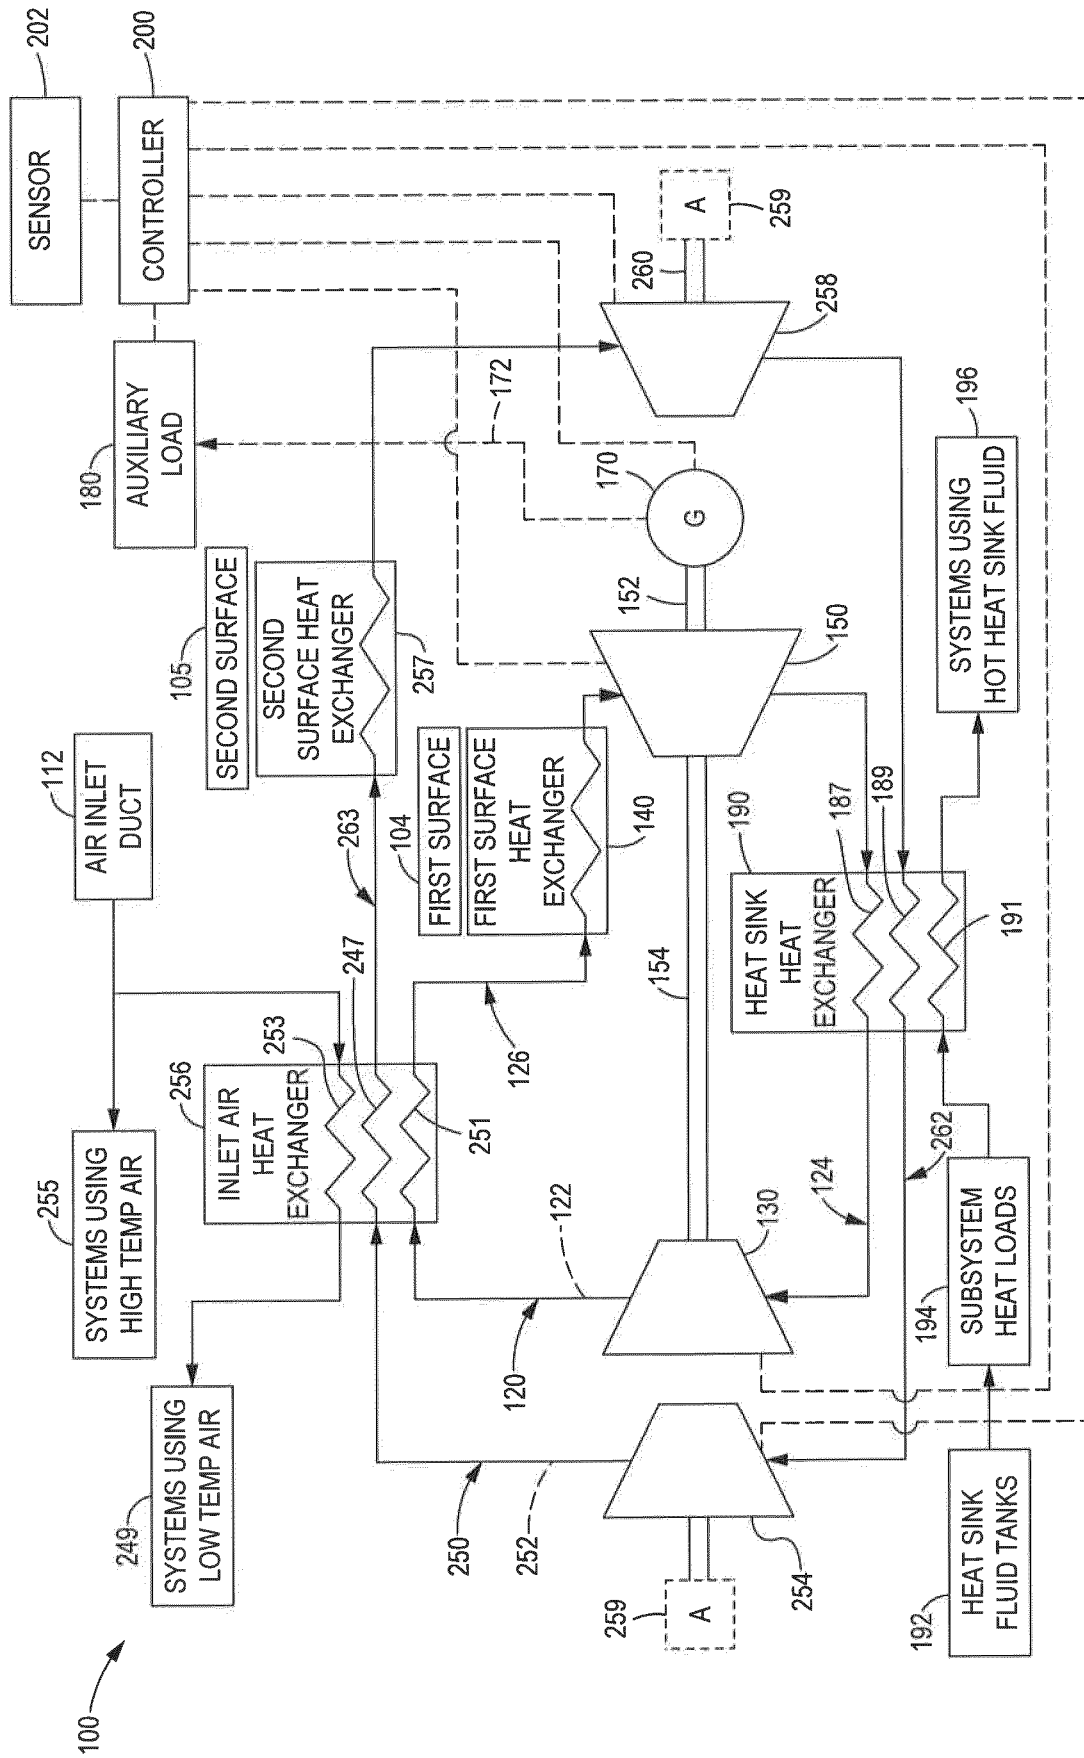 100
SENSOR
202
CONTROLLER
200
AUXILIARY
LOAD
180
172
AIR INLET
DUCT
112
SYSTEMS USING
HIGH TEMP AIR
255
SYSTEMS USING
LOW TEMP AIR
249
INLET AIR
HEAT
EXCHANGER
256
253
247
251
SECOND SURFACE
105
SECOND
SURFACE HEAT
EXCHANGER
257
263
FIRST SURFACE
104
FIRST SURFACE
HEAT
EXCHANGER
140
126
120
122
250
252
130
254
A
259
154
150
152
G
170
258
260
A
259
HEAT SINK
HEAT
EXCHANGER
190
187
189
191
124
262
SYSTEMS USING
HOT HEAT SINK FLUID
196
SUBSYSTEM
HEAT LOADS
194
HEAT SINK
FLUID TANKS
192